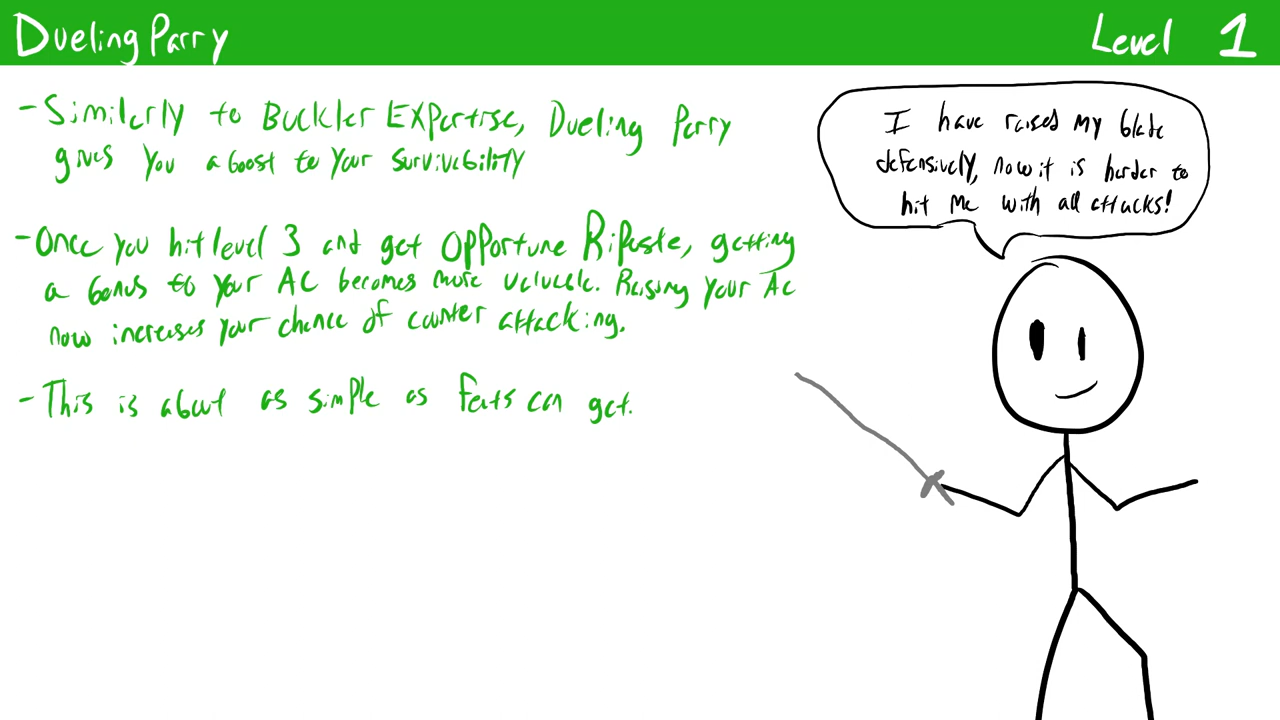 Dueling Parry
Level 1
- Similarly to Buckler Expertise, Dueling Parry
gives you a boost to your survivability
- Once you hit level 3 and get Opportune Riposte, getting
a bonus to your AC becomes more valuable. Raising your AC
now increases your chance of counter attacking.
- This is about as simple as feats can get.
I have raised my blade
defensively, now it is harder to
hit me with all attacks!